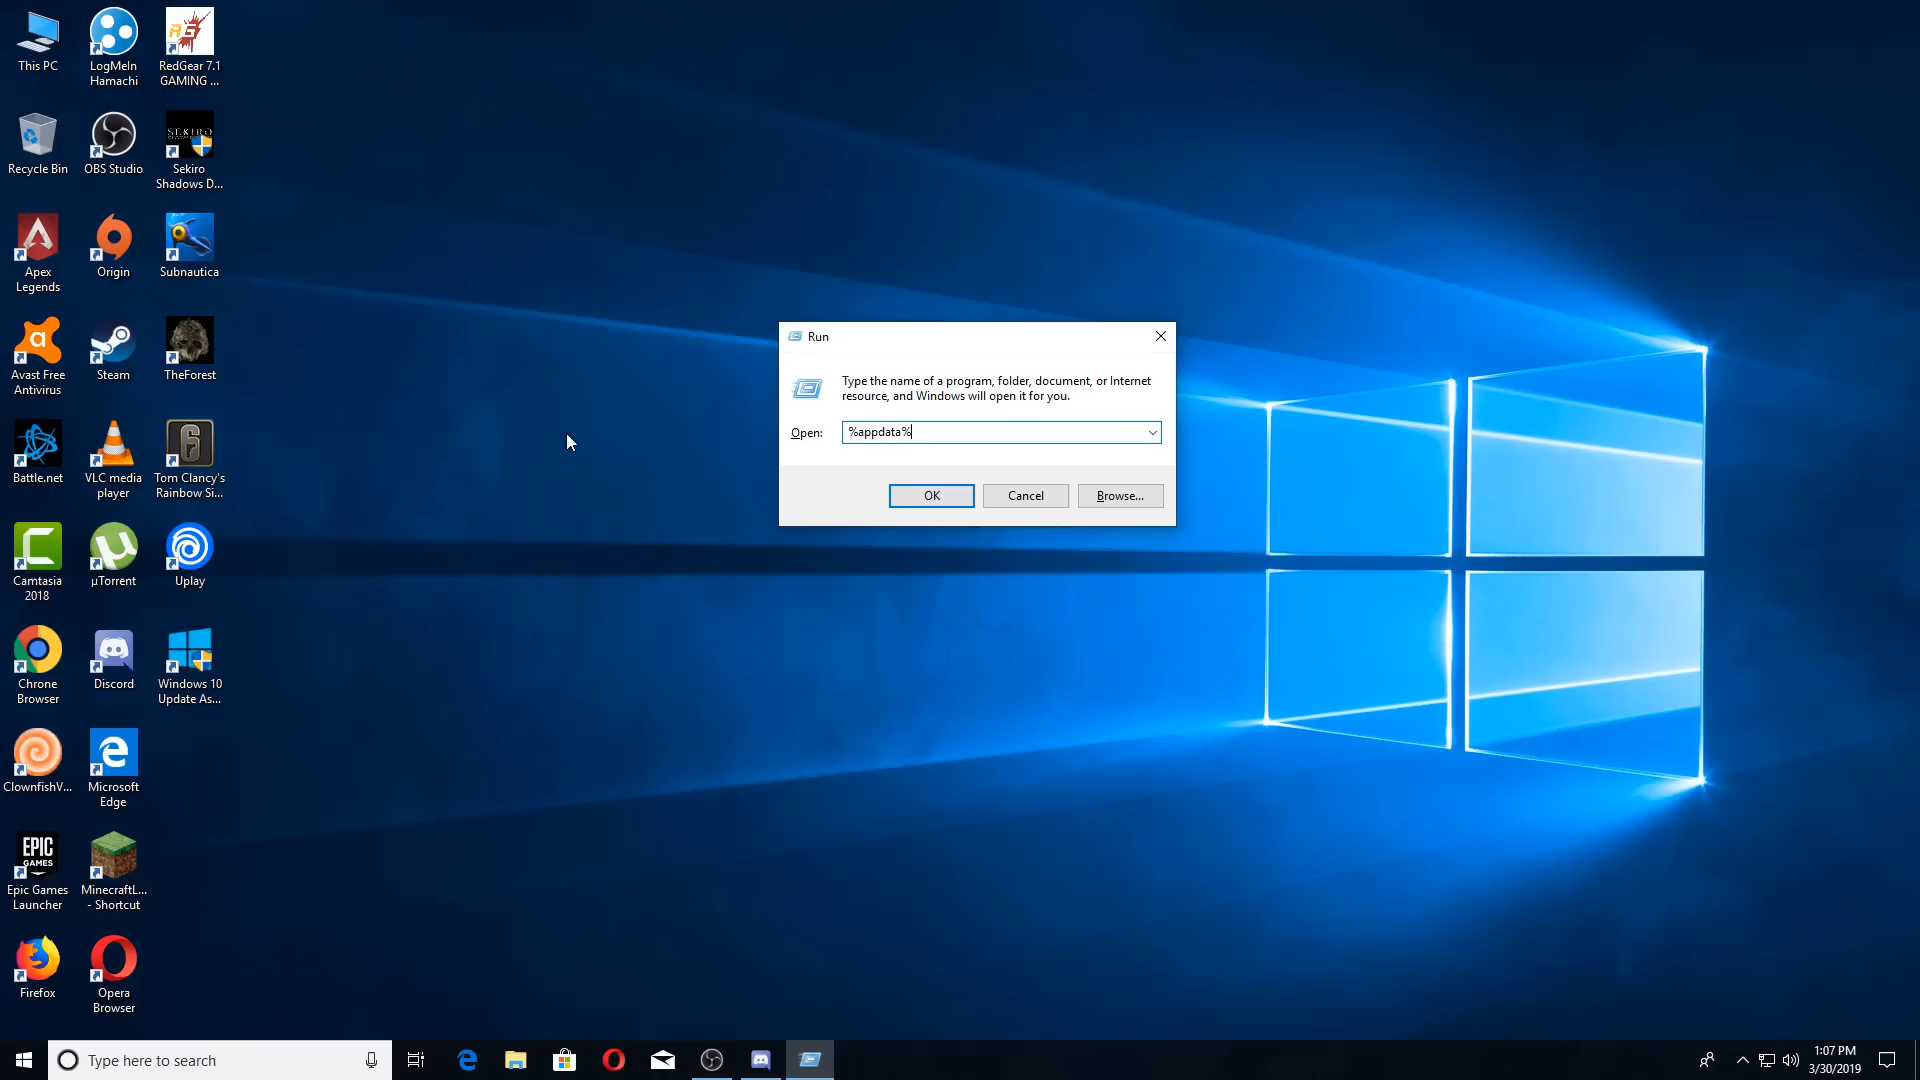 This PC
LogMeIn
Hamachi
RedGear 7.1
GAMING ...
Recycle Bin
OBS Studio
SEKIRO
Sekiro
Shadows D...
Apex
Legends
Origin
Subnautica
Avast Free
Antivirus
Steam
TheForest
Battle.net
VLC media
player
6
Tom Clancy's
Rainbow Si...
Camtasia
2018
µTorrent
Uplay
Chrome
Browser
Discord
Windows 10
Update As...
ClownfishV...
Microsoft
Edge
EPIC
GAMES
Epic Games
Launcher
MinecraftL...
- Shortcut
Firefox
Opera
Browser
Run
Type the name of a program, folder, document, or Internet
resource, and Windows will open it for you.
Open:
%appdata%
OK
Cancel
Browse...
Type here to search
1:07 PM
3/30/2019